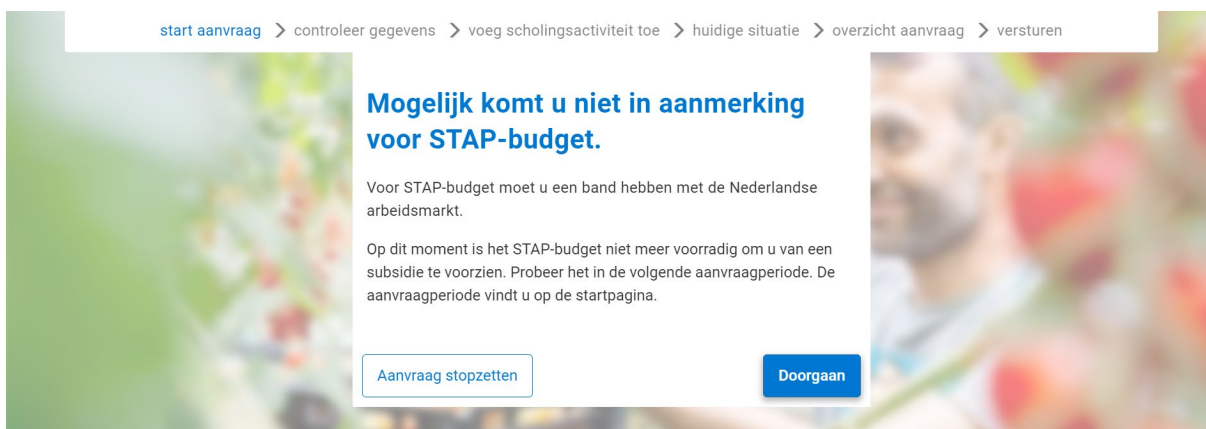 start aanvraag > controleer gegevens > voeg scholingsactiviteit toe > huidige situatie > overzicht aanvraag > versturen
Mogelijk komt u niet in aanmerking
voor STAP-budget.
Voor STAP-budget moet u een band hebben met de Nederlandse
arbeidsmarkt.
Op dit moment is het STAP-budget niet meer voorradig om u van een
subsidie te voorzien. Probeer het in de volgende aanvraagperiode. De
aanvraagperiode vindt u op de startpagina.
Aanvraag stopzetten Doorgaan